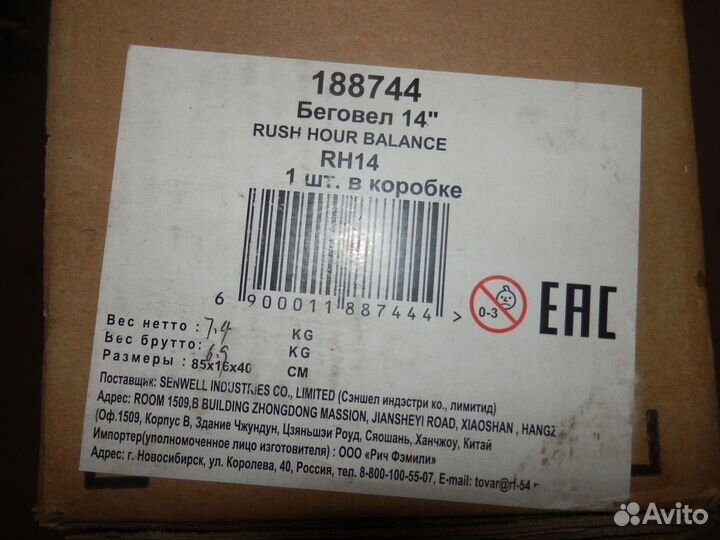 188744
Беговел 14"
RUSH HOUR BALANCE
RH14
1 шт. в коробке
6 900011 887444 >
0-3
EAC
Вес нетто : 7,4 KG
Вес брутто: 6,9 KG
Размеры : 85x16x40 CM
Поставщик: SENWELL INDUSTRIES CO., LIMITED (Сэншел индэстри ко., лимитид)
Адрес: ROOM 1509,B BUILDING ZHONGDONG MASSION, JIANSHEYI ROAD, XIAOSHAN , HANGZ
(Оф.1509, Корпус В, Здание Чжундун, Цзяньшэи Роуд, Сяошань, Ханчжоу, Китай
Импортер(уполномоченное лицо изготовителя) : ООО «Рич Фэмили»
Адрес: г. Новосибирск, ул. Королева, 40, Россия, тел. 8-800-100-55-07, E-mail: tovar@rf-54
Avito